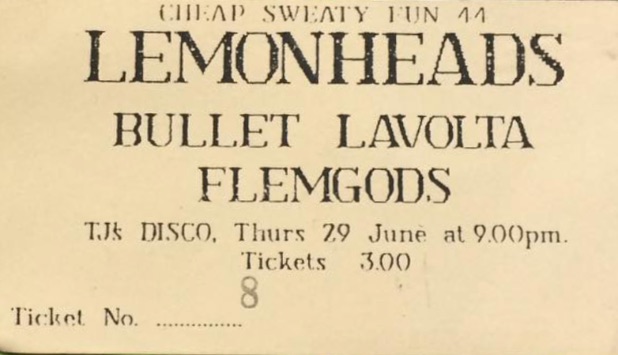 CHEAP SWEATY FUN 44
LEMONHEADS
BULLET LAVOLTA
FLEMGODS
TJ's DISCO, Thurs 29 June at 9.00pm.
Tickets 3.00
8
Ticket No. ...............